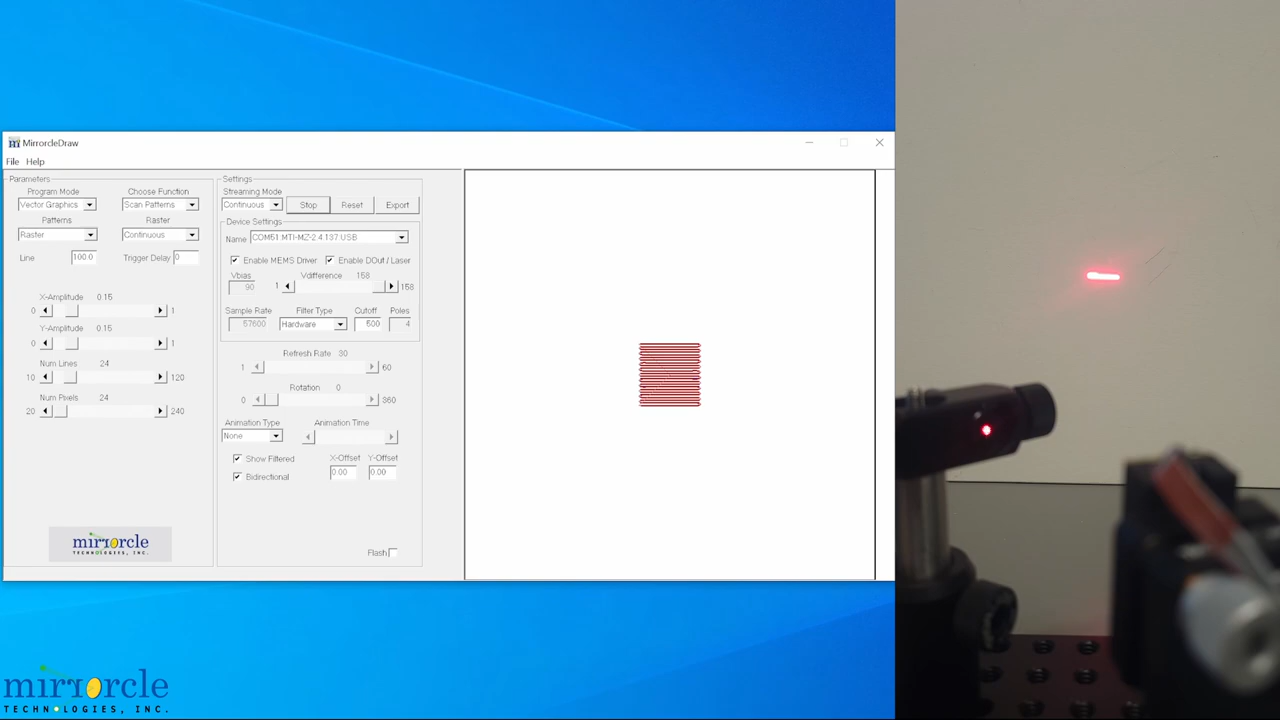 MirrorcleDraw
File Help
Parameters
Program Mode Choose Function
Vector Graphics Scan Patterns
Patterns Raster
Raster Continuous
Line 100.0 Trigger Delay 0
X-Amplitude 0.15
0 1
Y-Amplitude 0.15
0 1
Num Lines 24
10 120
Num Pixels 24
20 240
mirrorcle
TECHNOLOGIES, INC.
Settings
Streaming Mode
Continuous Stop Reset Export
Device Settings
Name COM51 MTI-MZ-2.4.137 USB
Enable MEMS Driver Enable DOut / Laser
Vbias Vdifference 158
90 1 158
Sample Rate Filter Type Cutoff Poles
57600 Hardware 500 4
Refresh Rate 30
1 60
Rotation 0
0 360
Animation Type Animation Time
None
Show Filtered X-Offset Y-Offset
0.00 0.00
Bidirectional
Flash
mirrorcle
TECHNOLOGIES, INC.